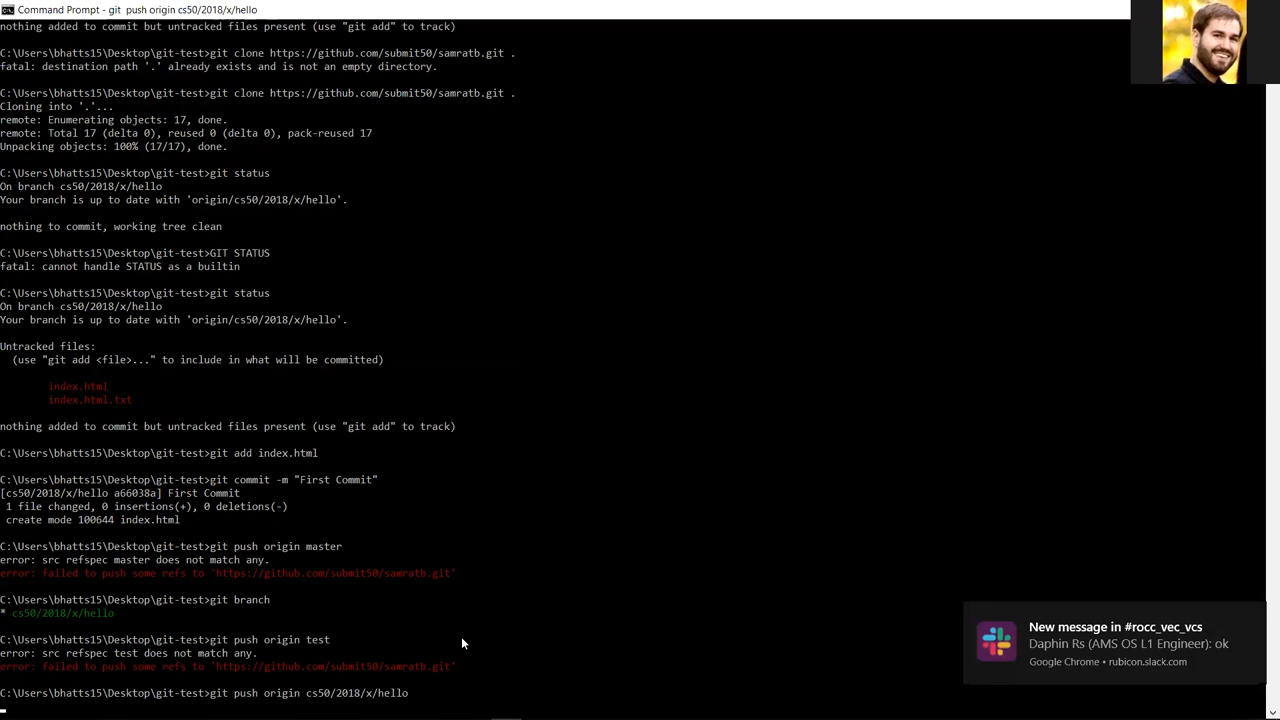 Command Prompt - git  push origin cs50/2018/x/hello
nothing added to commit but untracked files present (use "git add" to track)
C:\Users\bhatts15\Desktop\git-test>git clone https://github.com/submit50/samratb.git .
fatal: destination path '.' already exists and is not an empty directory.
C:\Users\bhatts15\Desktop\git-test>git clone https://github.com/submit50/samratb.git .
Cloning into '.'...
remote: Enumerating objects: 17, done.
remote: Total 17 (delta 0), reused 0 (delta 0), pack-reused 17
Unpacking objects: 100% (17/17), done.
C:\Users\bhatts15\Desktop\git-test>git status
On branch cs50/2018/x/hello
Your branch is up to date with 'origin/cs50/2018/x/hello'.
nothing to commit, working tree clean
C:\Users\bhatts15\Desktop\git-test>GIT STATUS
fatal: cannot handle STATUS as a builtin
C:\Users\bhatts15\Desktop\git-test>git status
On branch cs50/2018/x/hello
Your branch is up to date with 'origin/cs50/2018/x/hello'.
Untracked files:
(use "git add <file>..." to include in what will be committed)
index.html
index.html.txt
nothing added to commit but untracked files present (use "git add" to track)
C:\Users\bhatts15\Desktop\git-test>git add index.html
C:\Users\bhatts15\Desktop\git-test>git commit -m "First Commit"
[cs50/2018/x/hello a66038a] First Commit
1 file changed, 0 insertions(+), 0 deletions(-)
create mode 100644 index.html
C:\Users\bhatts15\Desktop\git-test>git push origin master
error: src refspec master does not match any.
error: failed to push some refs to 'https://github.com/submit50/samratb.git'
C:\Users\bhatts15\Desktop\git-test>git branch
* cs50/2018/x/hello
C:\Users\bhatts15\Desktop\git-test>git push origin test
error: src refspec test does not match any.
error: failed to push some refs to 'https://github.com/submit50/samratb.git'
C:\Users\bhatts15\Desktop\git-test>git push origin cs50/2018/x/hello
New message in #rocc_vec_vcs
Daphin Rs (AMS OS L1 Engineer): ok
Google Chrome • rubicon.slack.com